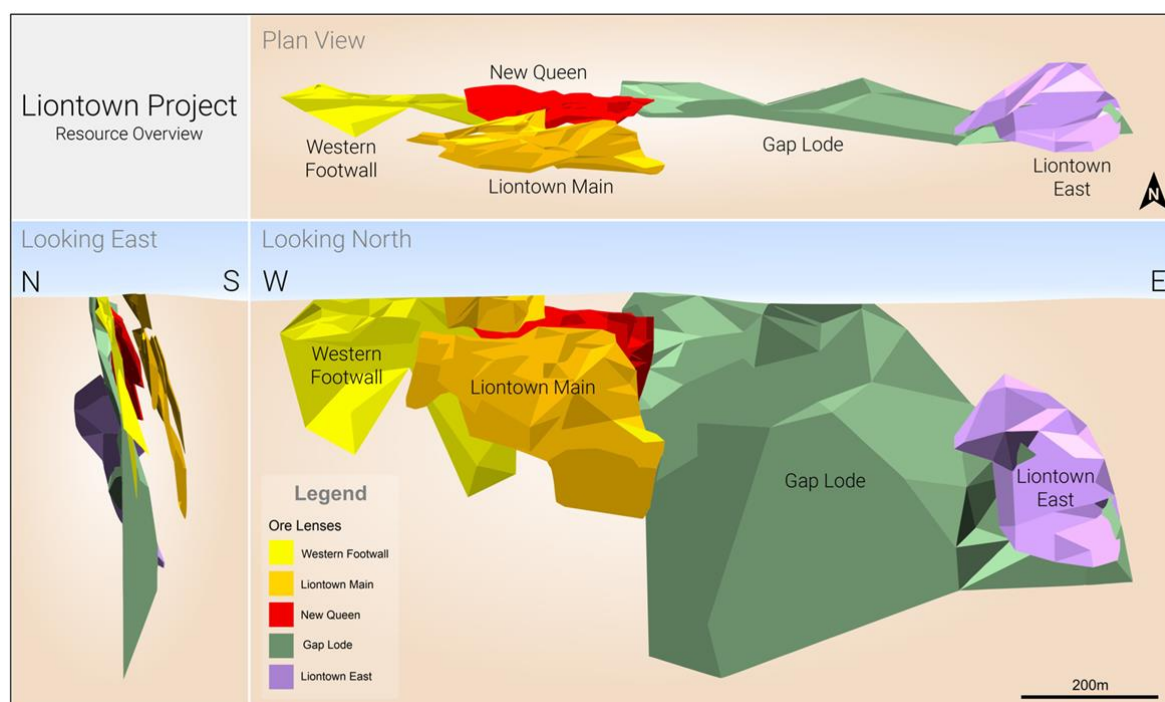 Liontown Project
Resource Overview
Plan View
New Queen
Western
Footwall
Liontown Main
Gap Lode
Liontown
East
N
Looking East
N
S
Looking North
W
E
Western
Footwall
Liontown Main
Gap Lode
Liontown
East
Legend
Ore Lenses
Western Footwall
Liontown Main
New Queen
Gap Lode
Liontown East
200m